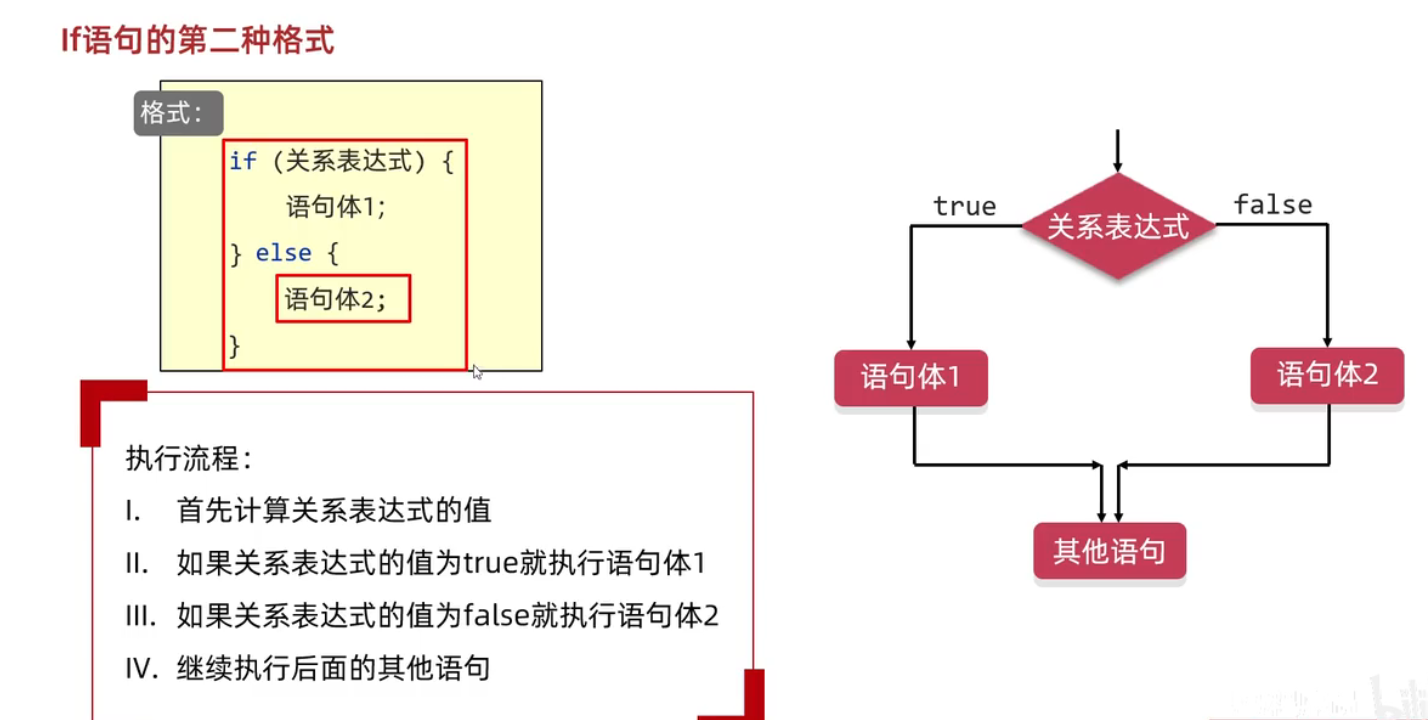 If语句的第二种格式
格式：
if (关系表达式) {
语句体1;
} else {
语句体2;
}
执行流程：
I. 首先计算关系表达式的值
II. 如果关系表达式的值为true就执行语句体1
III. 如果关系表达式的值为false就执行语句体2
IV. 继续执行后面的其他语句
true
false
关系表达式
语句体1
语句体2
其他语句